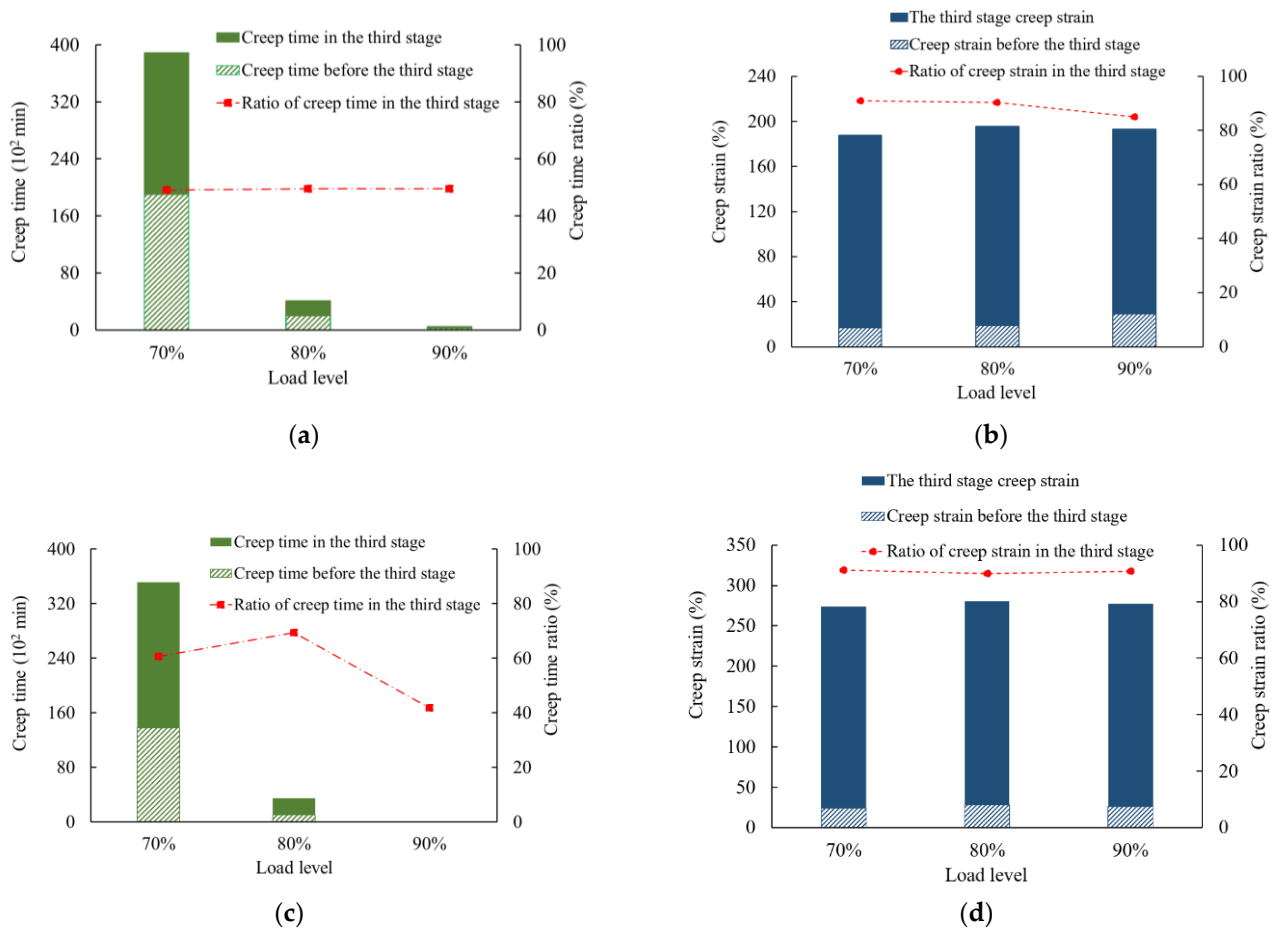 Creep time in the third stage
Creep time before the third stage
Ratio of creep time in the third stage
400
320
240
160
80
0
Creep time (10² min)
100
80
60
40
20
0
Creep time ratio (%)
70%
80%
90%
Load level
(a)
The third stage creep strain
Creep strain before the third stage
Ratio of creep strain in the third stage
240
200
160
120
80
40
0
Creep strain (%)
100
80
60
40
20
0
Creep strain ratio (%)
70%
80%
90%
Load level
(b)
Creep time in the third stage
Creep time before the third stage
Ratio of creep time in the third stage
400
320
240
160
80
0
Creep time (10² min)
100
80
60
40
20
0
Creep time ratio (%)
70%
80%
90%
Load level
(c)
The third stage creep strain
Creep strain before the third stage
Ratio of creep strain in the third stage
350
300
250
200
150
100
50
0
Creep strain (%)
100
80
60
40
20
0
Creep strain ratio (%)
70%
80%
90%
Load level
(d)